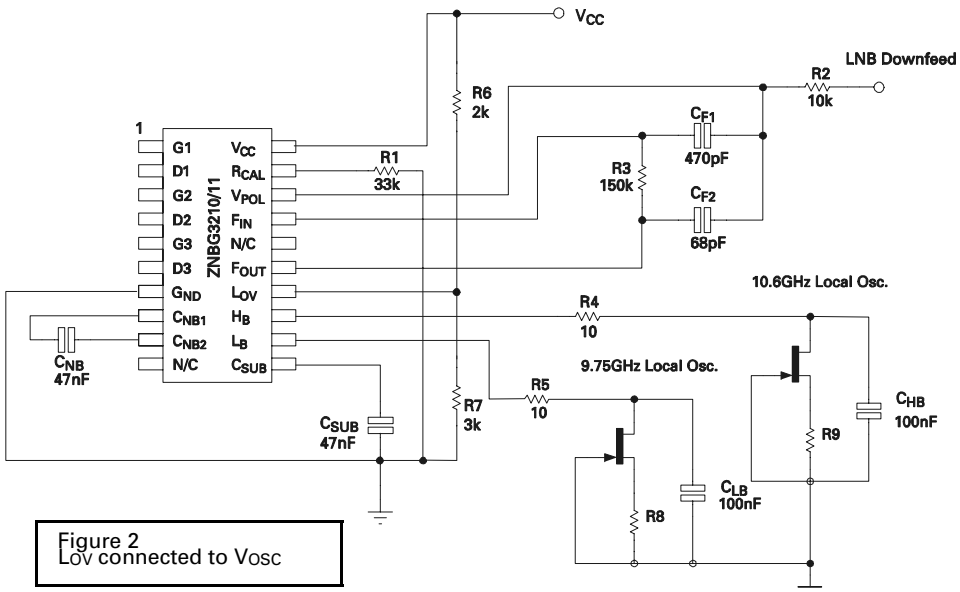 VCC
LNB Downfeed
R6
2k
R2
10k
1
CF1
470pF
R1
33k
R3
150k
CF2
68pF
ZNBG3210/11
G1 VCC
D1 RCAL
G2 VPOL
D2 FIN
G3 N/C
D3 FOUT
GND LOV
CNB1 HB
CNB2 LB
N/C CSUB
CNB
47nF
10.6GHz Local Osc.
R4
10
9.75GHz Local Osc.
R5
10
R7
3k
CSUB
47nF
CHB
100nF
R9
CLB
100nF
R8
Figure 2
LOV connected to VOSC